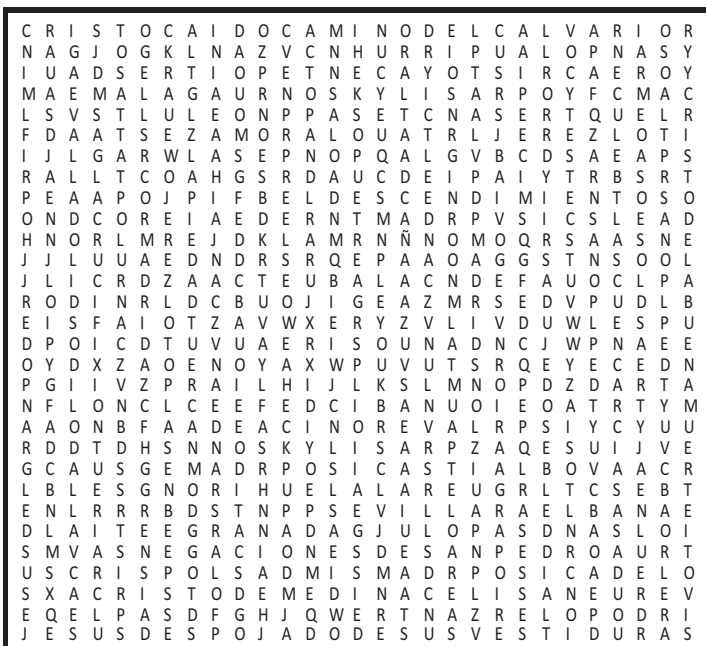 C R I S T O C A I D O C A M I N O D E L C A L V A R I O R
N A G J O G K L N A Z V C N H U R R I P U A L O P N A S Y
I U A D S E R T I O P E T N E C A Y O T S I R C A E R O Y
M A E M A L A G A U R N O S K Y L I S A R P O Y F C M A C
L S V S T L U L E O N P P A S E T C N A S E R T Q U E L R
F D A A T S E Z A M O R A L O U A T R L J E R E Z L O T I
I J L G A R W L A S E P N O P Q A L G V B C D S A E A P S
R A L L T C O A H G S R D A U C D E I P A I Y T R B S R T
P E A A P O J P I F B E L D E S C E N D I M I E N T O S O
O N D C O R E I A E D E R N T M A D R P V S I C S L E A D
H N O R L M R E J D K L A M R N Ñ N O M O Q R S A A S N E
J J L U U A E D N D R S R Q E P A A O A G G S T N S O O L
J L I C R D Z A A C T E U B A L A C N D E F A U O C L P A
R O D I N R L D C B U O J I G E A Z M R S E D V P U D L B
E I S F A I O T Z A V W X E R Y Z V L I V D U W L E S P U
D P O I C D T U V U A E R I S O U N A D N C J W P N A E E
O Y D X Z A O E N O Y A X W P U V U T S R Q E Y E C E D N
P G I I V Z P R A I L H I J L K S L M N O P D Z D A R T A
N F L O N C L C E E F E D C I B A N U O I E O A T R T Y M
A A O N B F A A D E A C I N O R E V A L R P S I Y C Y U U
R D D T D H S N N O S K Y L I S A R P Z A Q E S U I J V E
G C A U S G E M A D R P O S I C A S T I A L B O V A A C R
L B L E S G N O R I H U E L A L A R E U G R L T C S E B T
E N L R R R B D S T N P P S E V I L L A R A E L B A N A E
D L A I T E E G R A N A D A G J U L O P A S D N A S L O I
S M V A S N E G A C I O N E S D E S A N P E D R O A U R T
U S C R I S P O L S A D M I S M A D R P O S I C A D E L O
S X A C R I S T O D E M E D I N A C E L I S A N E U R E V
E Q E L P A S D F G H J Q W E R T N A Z R E L O P O D R I
J E S U S D E S P O J A D O D E S U S V E S T I D U R A S